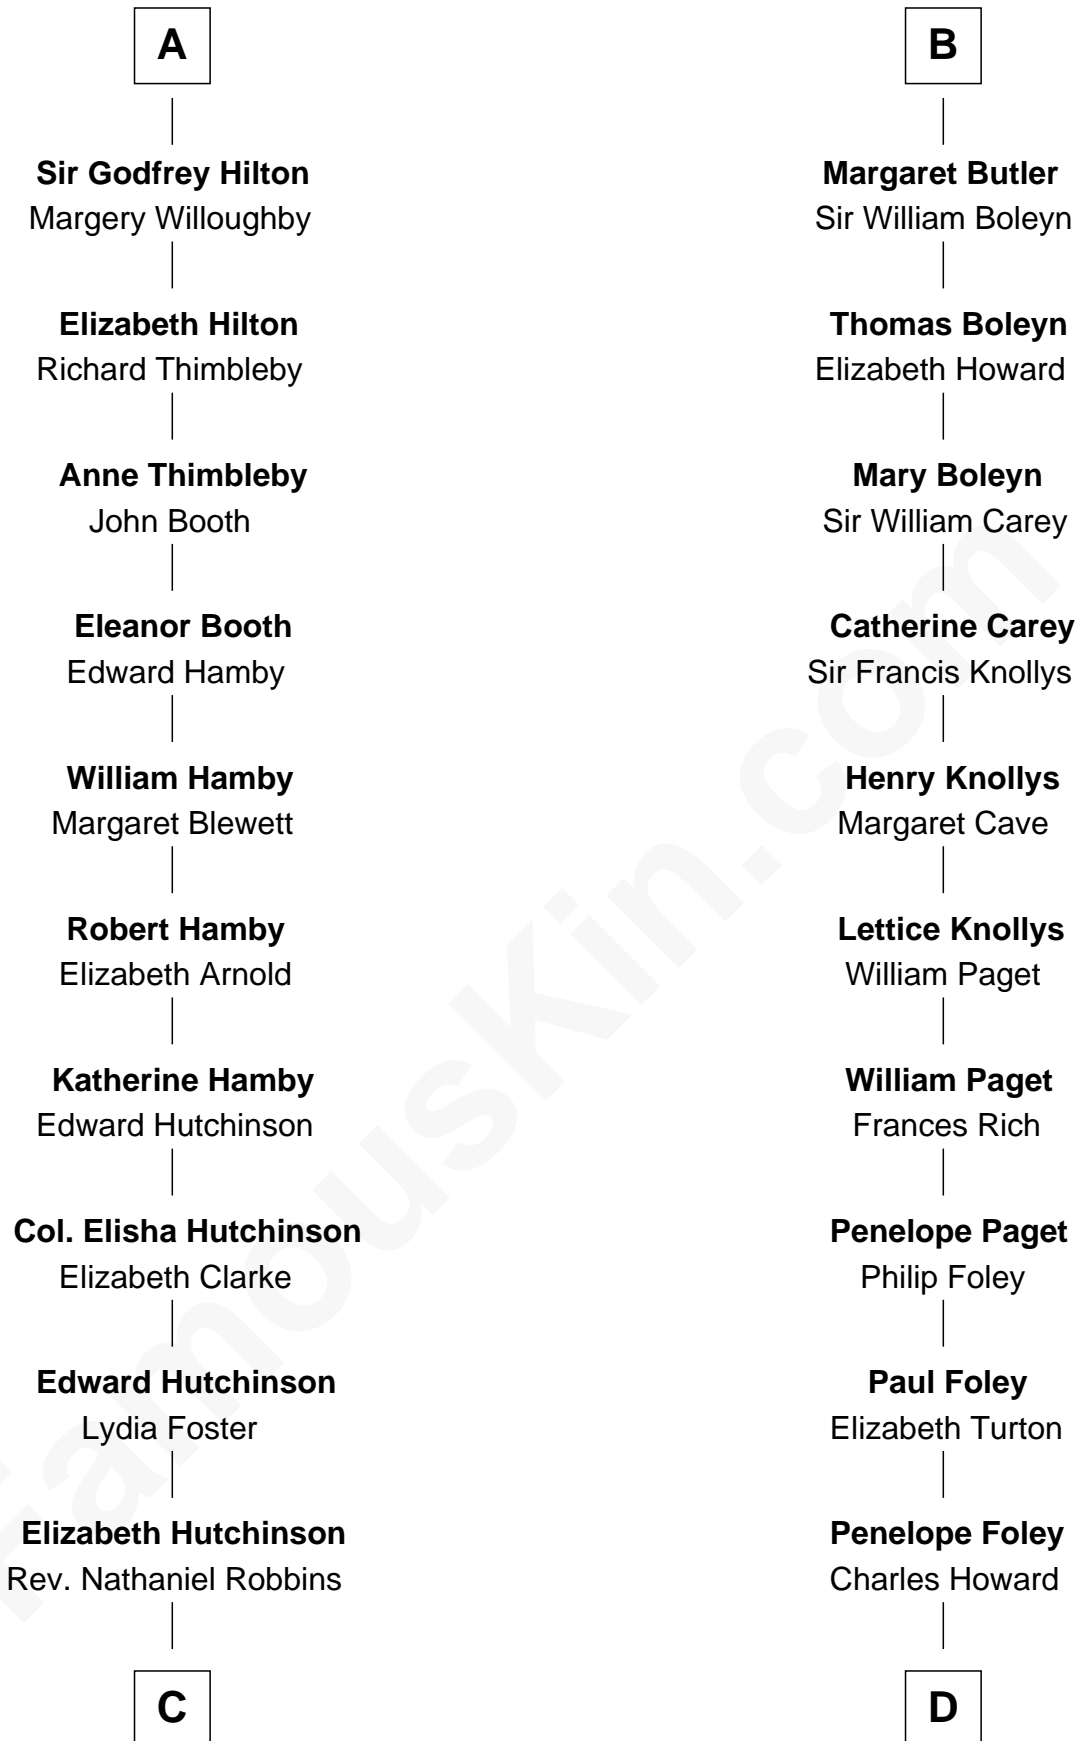 A
Sir Godfrey Hilton
Margery Willoughby
Elizabeth Hilton
Richard Thimbleby
Anne Thimbleby
John Booth
Eleanor Booth
Edward Hamby
William Hamby
Margaret Blewett
Robert Hamby
Elizabeth Arnold
Katherine Hamby
Edward Hutchinson
Col. Elisha Hutchinson
Elizabeth Clarke
Edward Hutchinson
Lydia Foster
Elizabeth Hutchinson
Rev. Nathaniel Robbins
C
B
Margaret Butler
Sir William Boleyn
Thomas Boleyn
Elizabeth Howard
Mary Boleyn
Sir William Carey
Catherine Carey
Sir Francis Knollys
Henry Knollys
Margaret Cave
Lettice Knollys
William Paget
William Paget
Frances Rich
Penelope Paget
Philip Foley
Paul Foley
Elizabeth Turton
Penelope Foley
Charles Howard
D
FamousKin.com